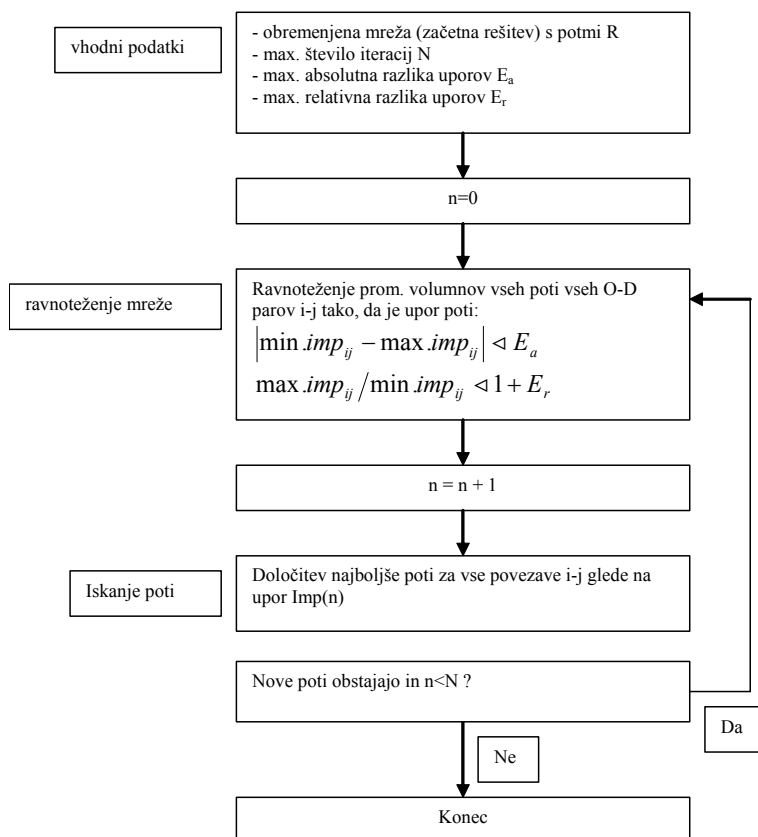 vhodni podatki
- obremenjena mreža (začetna rešitev) s potmi R
- max. število iteracij N
- max. absolutna razlika uporov Eₐ
- max. relativna razlika uporov Eᵣ
n=0
ravnoteženje mreže
Ravnoteženje prom. volumnov vseh poti vseh O-D
parov i-j tako, da je upor poti:
|min.impᵢⱼ − max.impᵢⱼ| ⊲ Eₐ
max.impᵢⱼ/min.impᵢⱼ ⊲ 1 + Eᵣ
n = n + 1
Iskanje poti
Določitev najboljše poti za vse povezave i-j glede na
upor Imp(n)
Nove poti obstajajo in n<N ?
Da
Ne
Konec